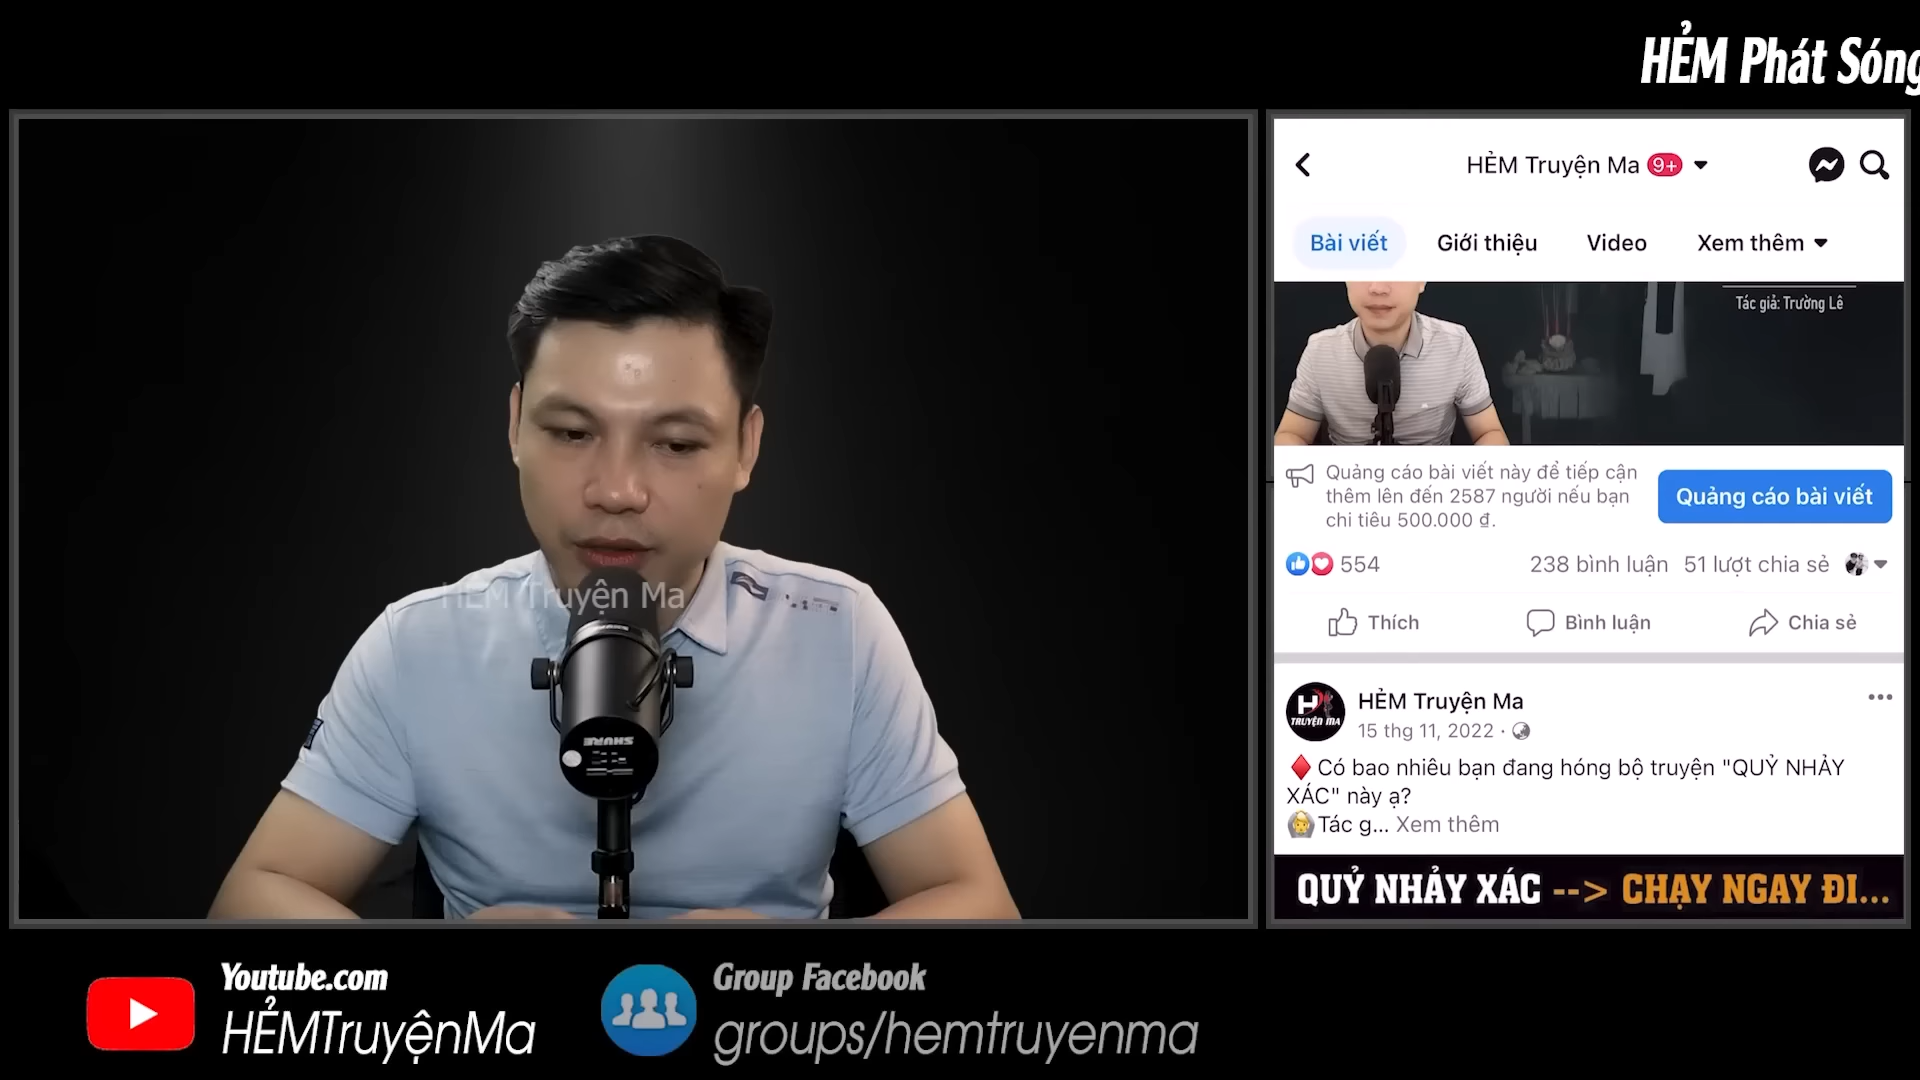 HẺM Phát Sóng
HẺM Truyện Ma 9+
Bài viết Giới thiệu Video Xem thêm
Tác giả: Trường Lê
Quảng cáo bài viết này để tiếp cận
thêm lên đến 2587 người nếu bạn
chi tiêu 500.000 ₫.
Quảng cáo bài viết
554 238 bình luận 51 lượt chia sẻ
Thích Bình luận Chia sẻ
H
TRUYỆN MA
HẺM Truyện Ma
15 thg 11, 2022 ·
Có bao nhiêu bạn đang hóng bộ truyện "QUỶ NHẢY
XÁC" này ạ?
Tác g... Xem thêm
QUỶ NHẢY XÁC --> CHẠY NGAY ĐI...
HẺM Truyện Ma
SHURE
Youtube.com
HẺMTruyệnMa
Group Facebook
groups/hemtruyenma